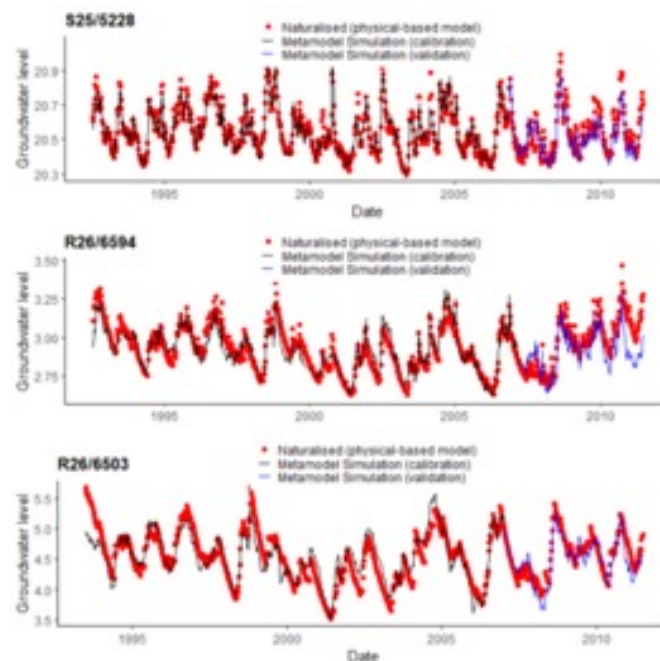 S25/5228
Naturalised (physical-based model)
Metamodel Simulation (calibration)
Metamodel Simulation (validation)
Groundwater level
20.9
20.7
20.5
20.3
1995
2000
2005
2010
Date
R26/6594
Naturalised (physical-based model)
Metamodel Simulation (calibration)
Metamodel Simulation (validation)
Groundwater level
3.50
3.25
3.00
2.75
1995
2000
2005
2010
Date
R26/6503
Naturalised (physical-based model)
Metamodel Simulation (calibration)
Metamodel Simulation (validation)
Groundwater level
5.5
5.0
4.5
4.0
3.5
1995
2000
2005
2010
Date